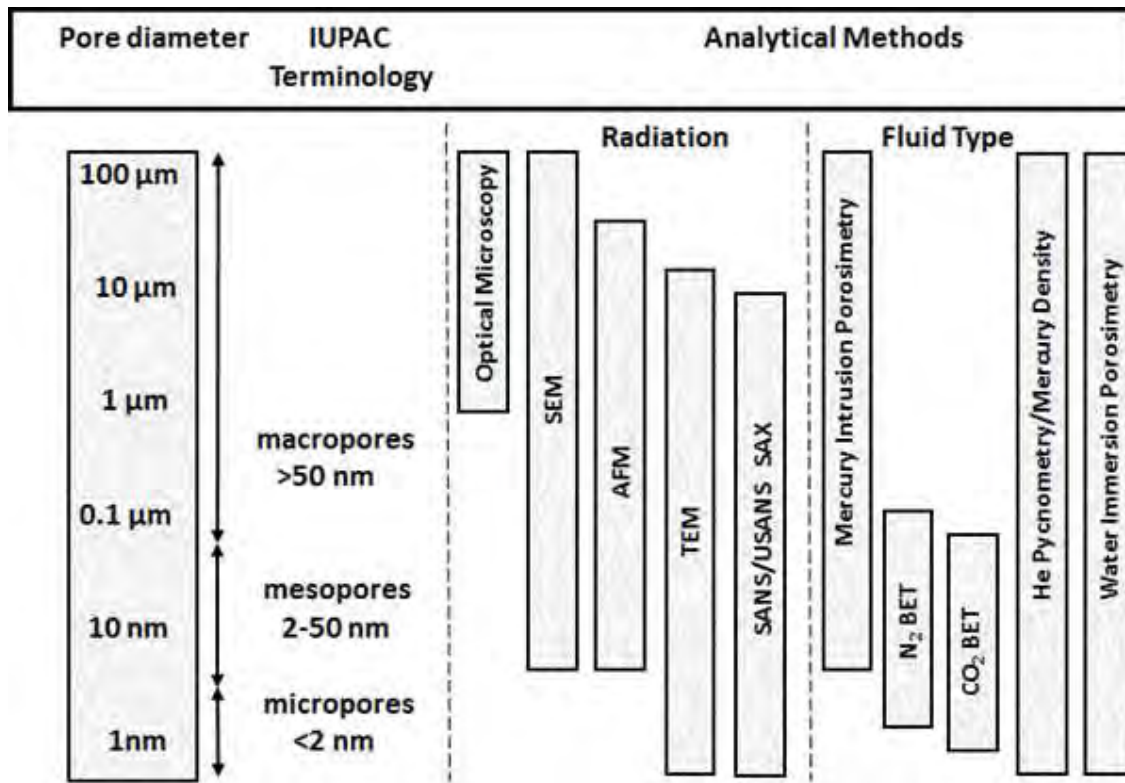 Pore diameter
IUPAC
Terminology
Analytical Methods
Radiation
Fluid Type
100 µm
10 µm
1 µm
0.1 µm
10 nm
1nm
macropores
>50 nm
mesopores
2-50 nm
micropores
<2 nm
Optical Microscopy
SEM
AFM
TEM
SANS/USANS SAX
Mercury Intrusion Porosimetry
N₂ BET
CO₂ BET
He Pycnometry/Mercury Density
Water Immersion Porosimetry